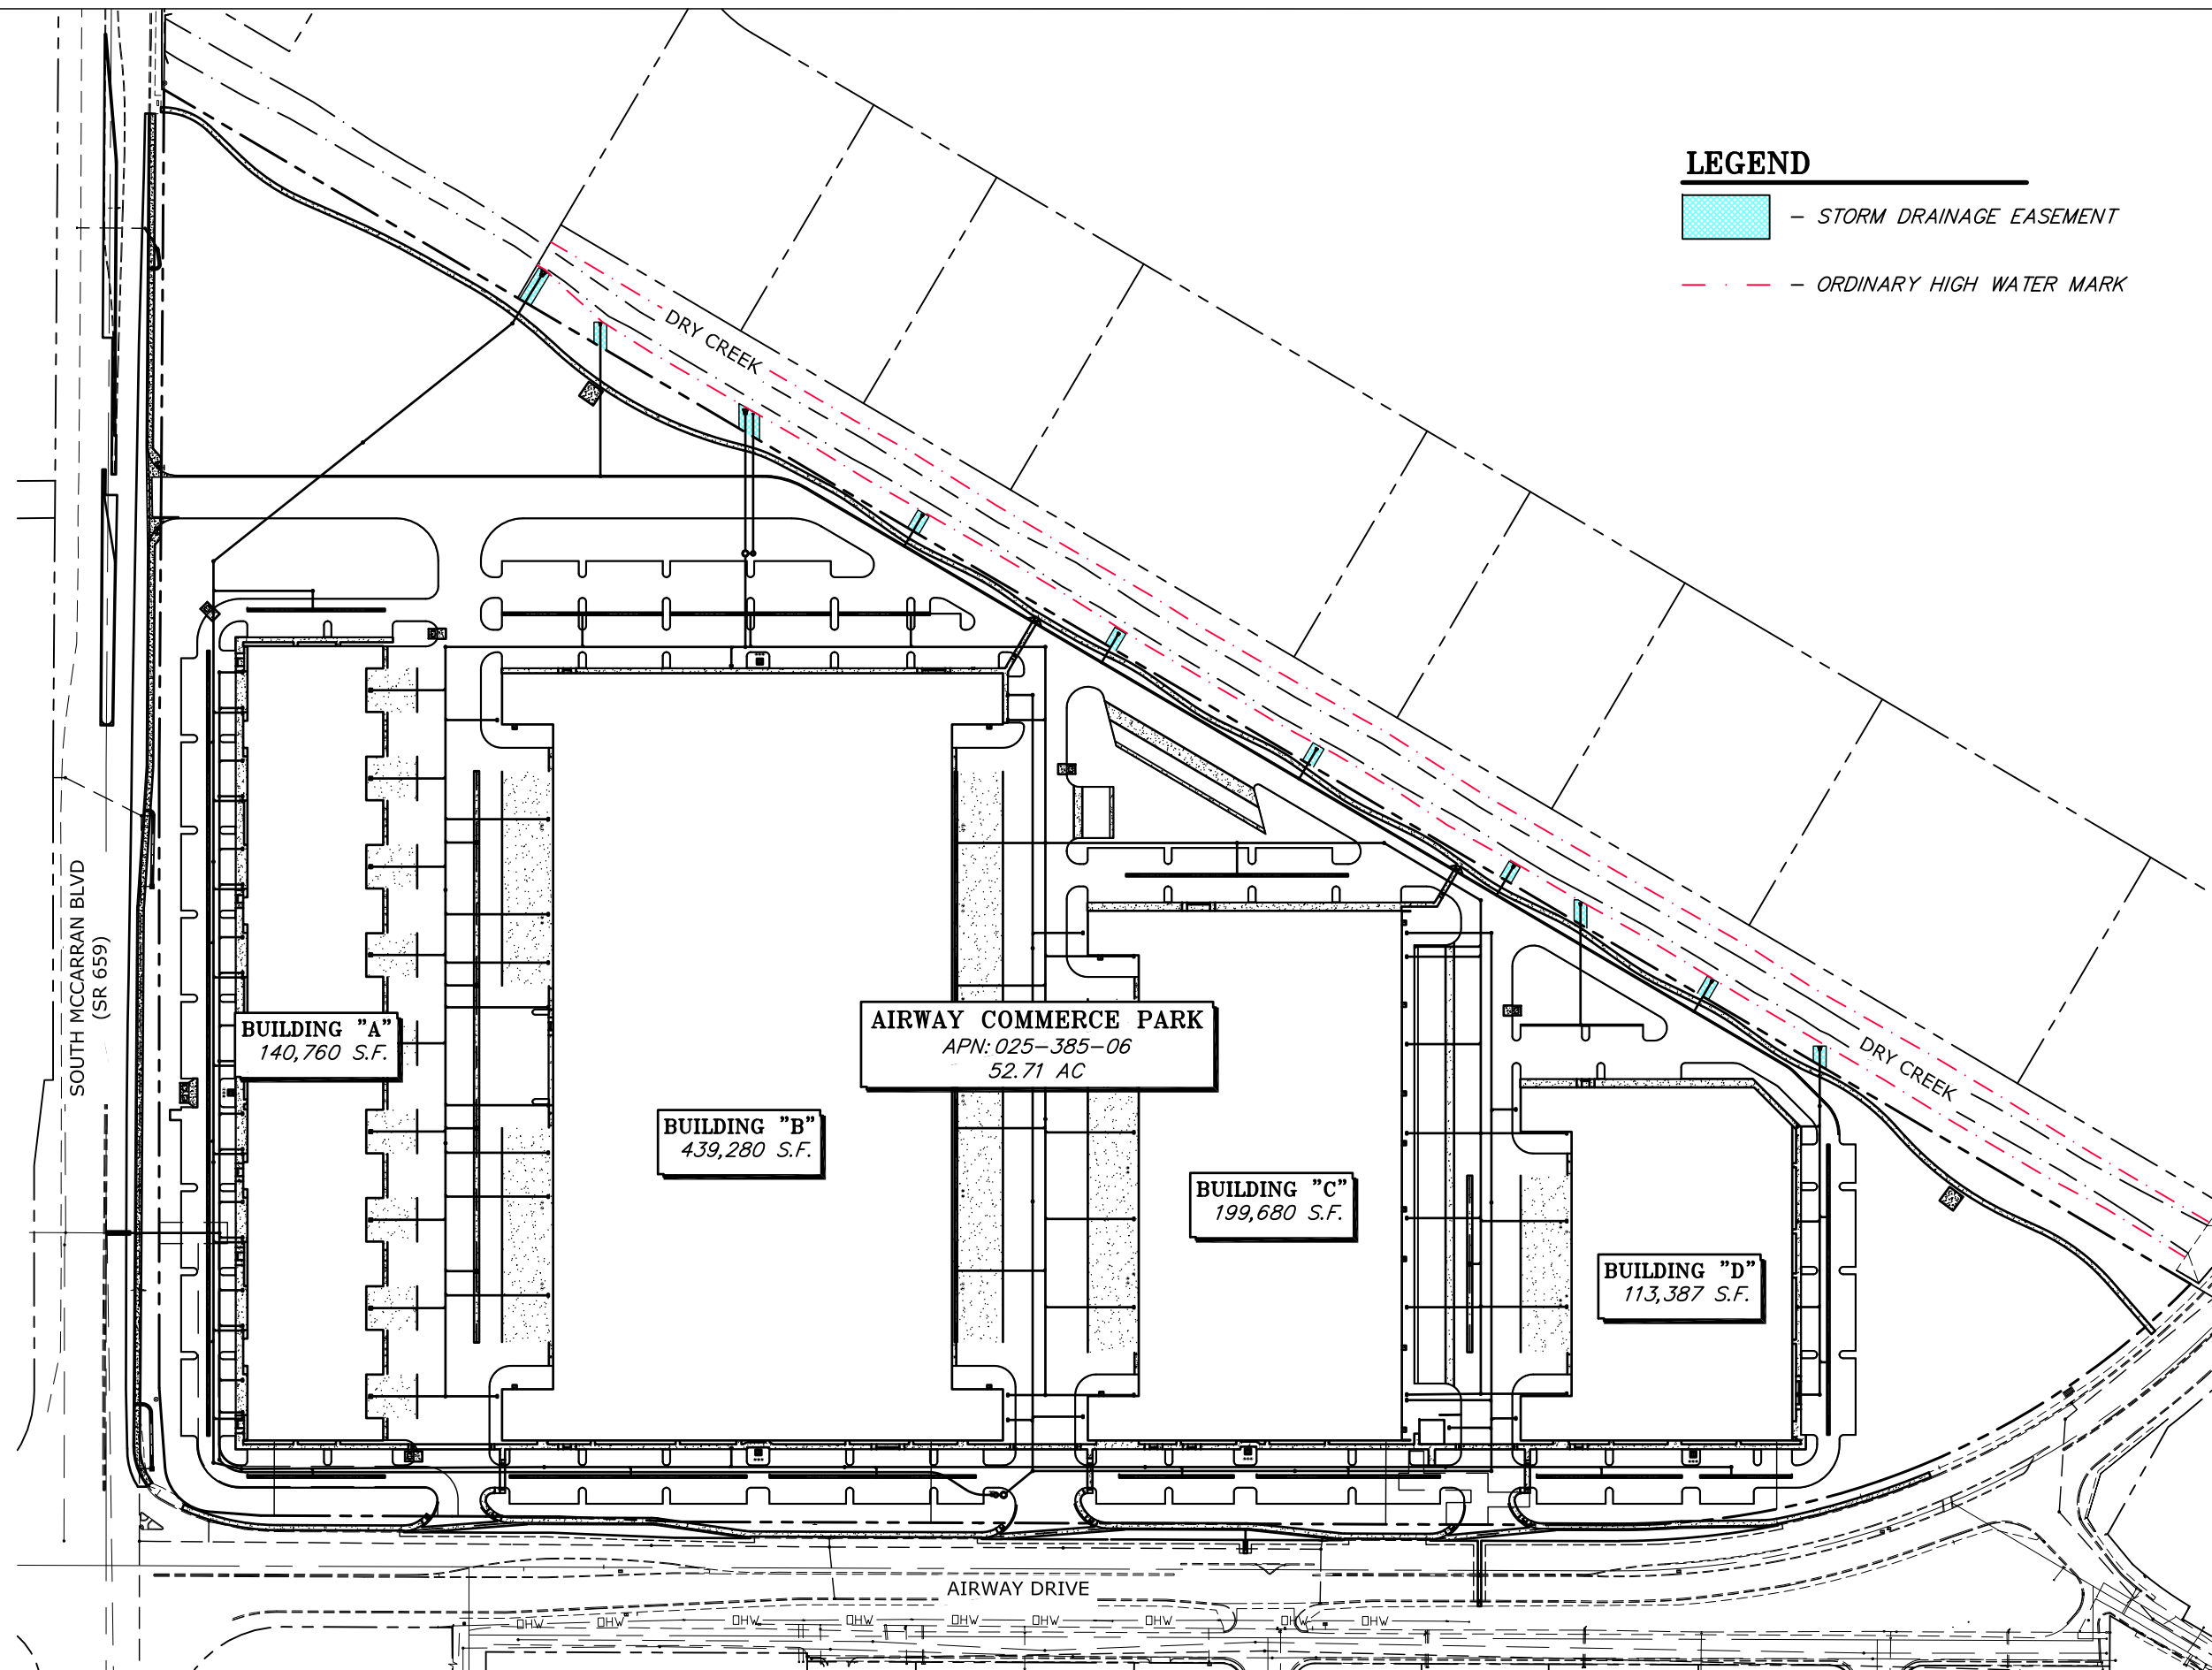 LEGEND
– STORM DRAINAGE EASEMENT
– ORDINARY HIGH WATER MARK
DRY CREEK
SOUTH MCCARRAN BLVD
(SR 659)
BUILDING "A"
140,760 S.F.
AIRWAY COMMERCE PARK
APN: 025-385-06
52.71 AC
BUILDING "B"
439,280 S.F.
BUILDING "C"
199,680 S.F.
BUILDING "D"
113,387 S.F.
DRY CREEK
AIRWAY DRIVE
OHW OHW OHW OHW OHW OHW OHW OHW OHW